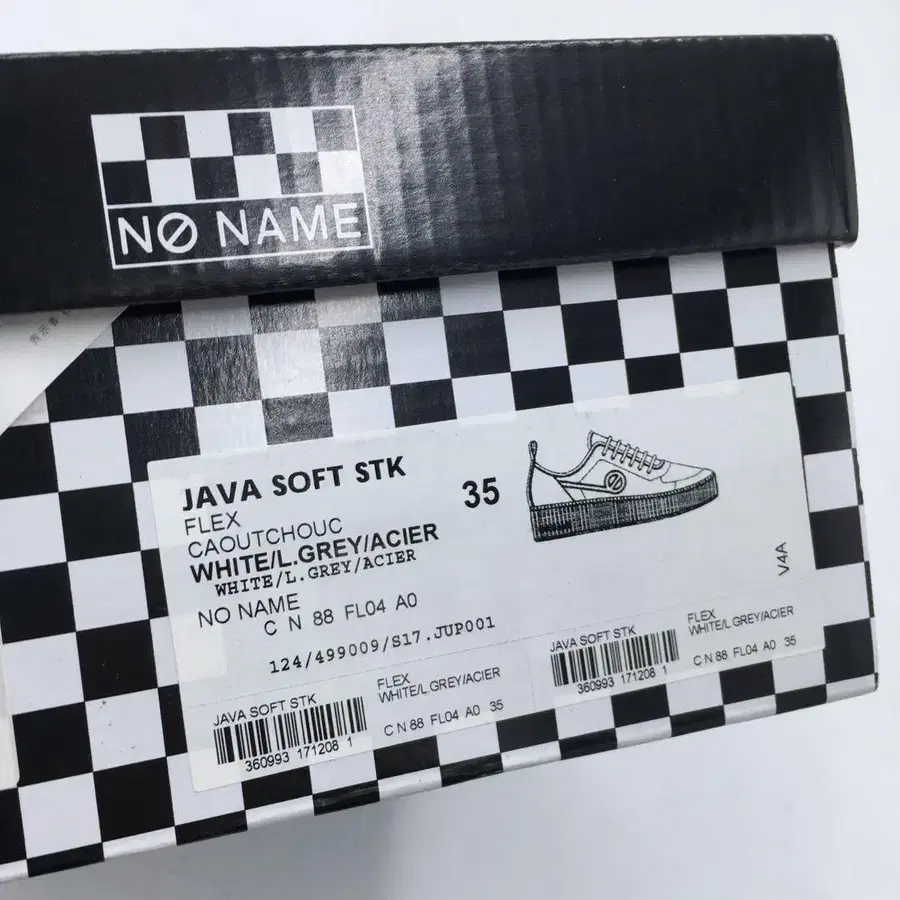 NO NAME
JAVA SOFT STK
35
FLEX
CAOUTCHOUC
WHITE/L.GREY/ACIER
WHITE/L.GREY/ACIER
NO NAME
C N 88 FL04 A0
124/499009/S17.JUP001
V4A
JAVA SOFT STK
FLEX
WHITE/L.GREY/ACIER
360993 171208 1
C N 88 FL04 A0 35
JAVA SOFT STK
FLEX
WHITE/L.GREY/ACIER
360993 171208 1
C N 88 FL04 A0 35